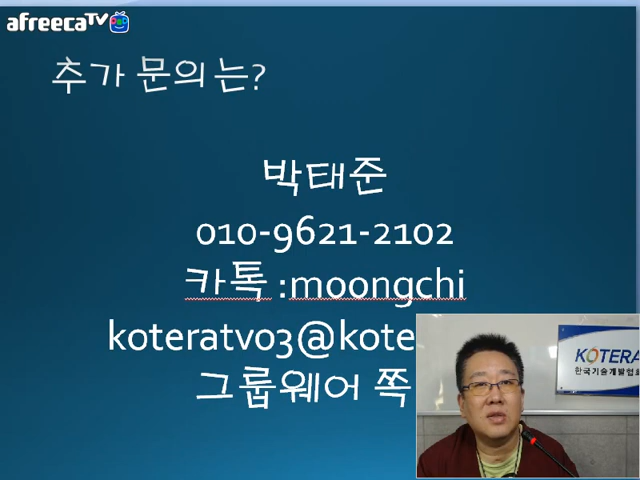 afreecaTV
추가 문의는?
박태준
010-9621-2102
카톡 :moongchi
koteratv03@kote
그룹웨어 쪽
KOTERA
한국기술개발협회